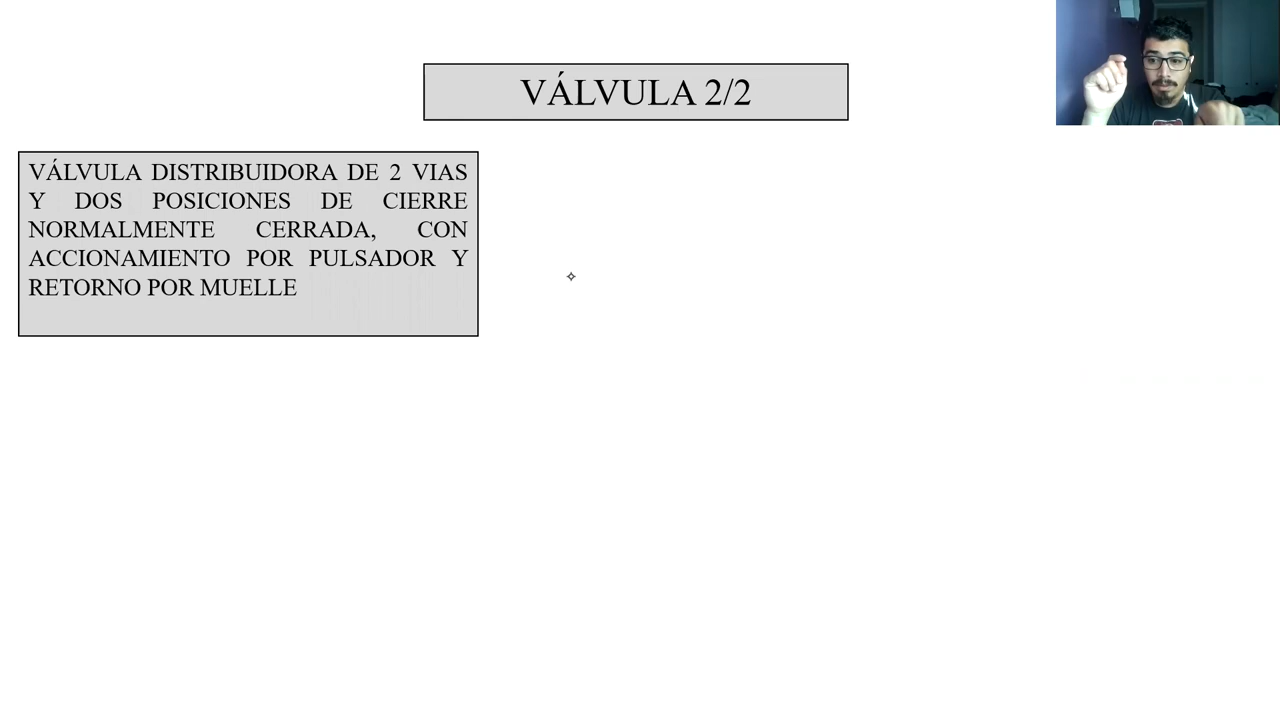 VÁLVULA 2/2
VÁLVULA DISTRIBUIDORA DE 2 VIAS
Y DOS POSICIONES DE CIERRE
NORMALMENTE CERRADA, CON
ACCIONAMIENTO POR PULSADOR Y
RETORNO POR MUELLE